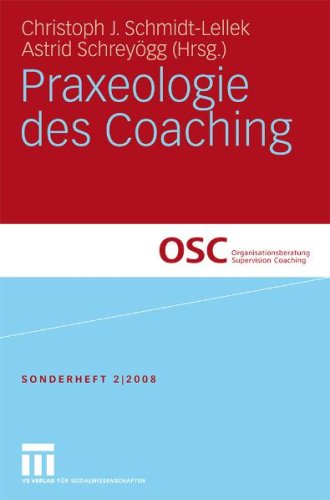 Christoph J. Schmidt-Lellek
Astrid Schreyögg (Hrsg.)
Praxeologie
des Coaching
OSC Organisationsberatung
Supervision Coaching
SONDERHEFT 2|2008
VS VERLAG FÜR SOZIALWISSENSCHAFTEN